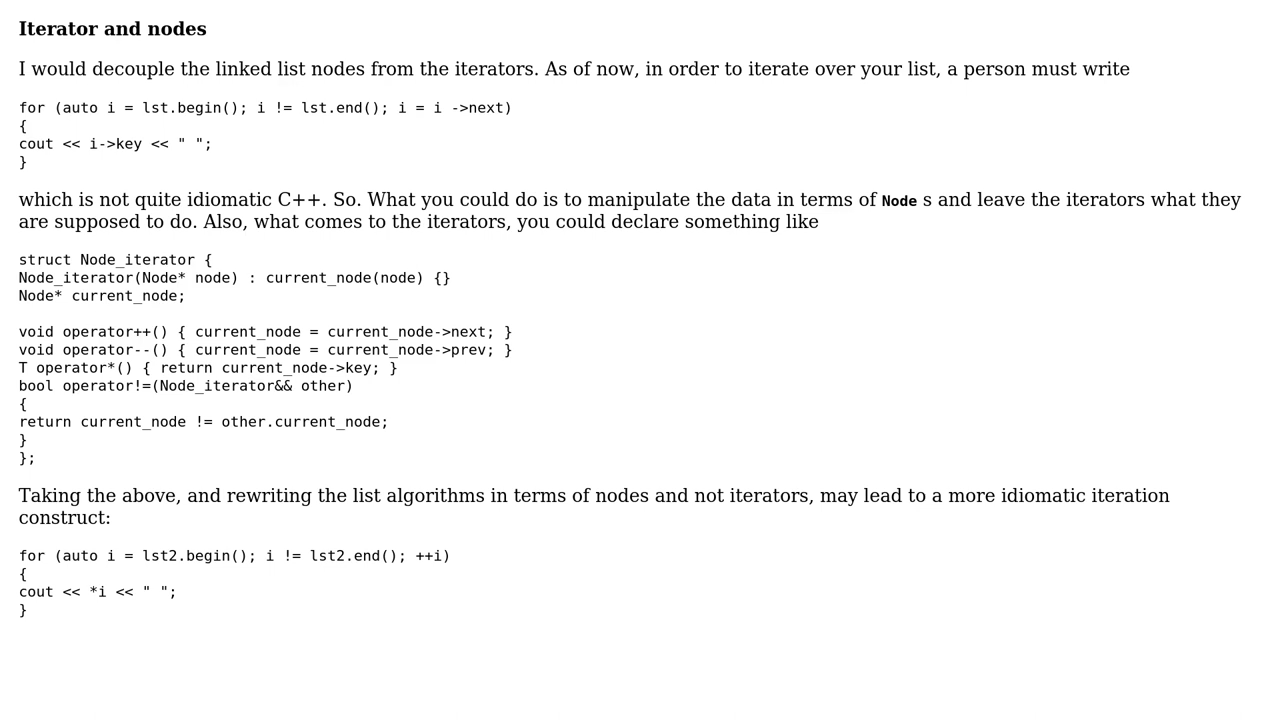 Iterator and nodes
I would decouple the linked list nodes from the iterators. As of now, in order to iterate over your list, a person must write
for (auto i = lst.begin(); i != lst.end(); i = i ->next)
{
cout << i->key << " ";
}
which is not quite idiomatic C++. So. What you could do is to manipulate the data in terms of Node s and leave the iterators what they
are supposed to do. Also, what comes to the iterators, you could declare something like
struct Node_iterator {
Node_iterator(Node* node) : current_node(node) {}
Node* current_node;
void operator++() { current_node = current_node->next; }
void operator--() { current_node = current_node->prev; }
T operator*() { return current_node->key; }
bool operator!=(Node_iterator&& other)
{
return current_node != other.current_node;
}
};
Taking the above, and rewriting the list algorithms in terms of nodes and not iterators, may lead to a more idiomatic iteration
construct:
for (auto i = lst2.begin(); i != lst2.end(); ++i)
{
cout << *i << " ";
}